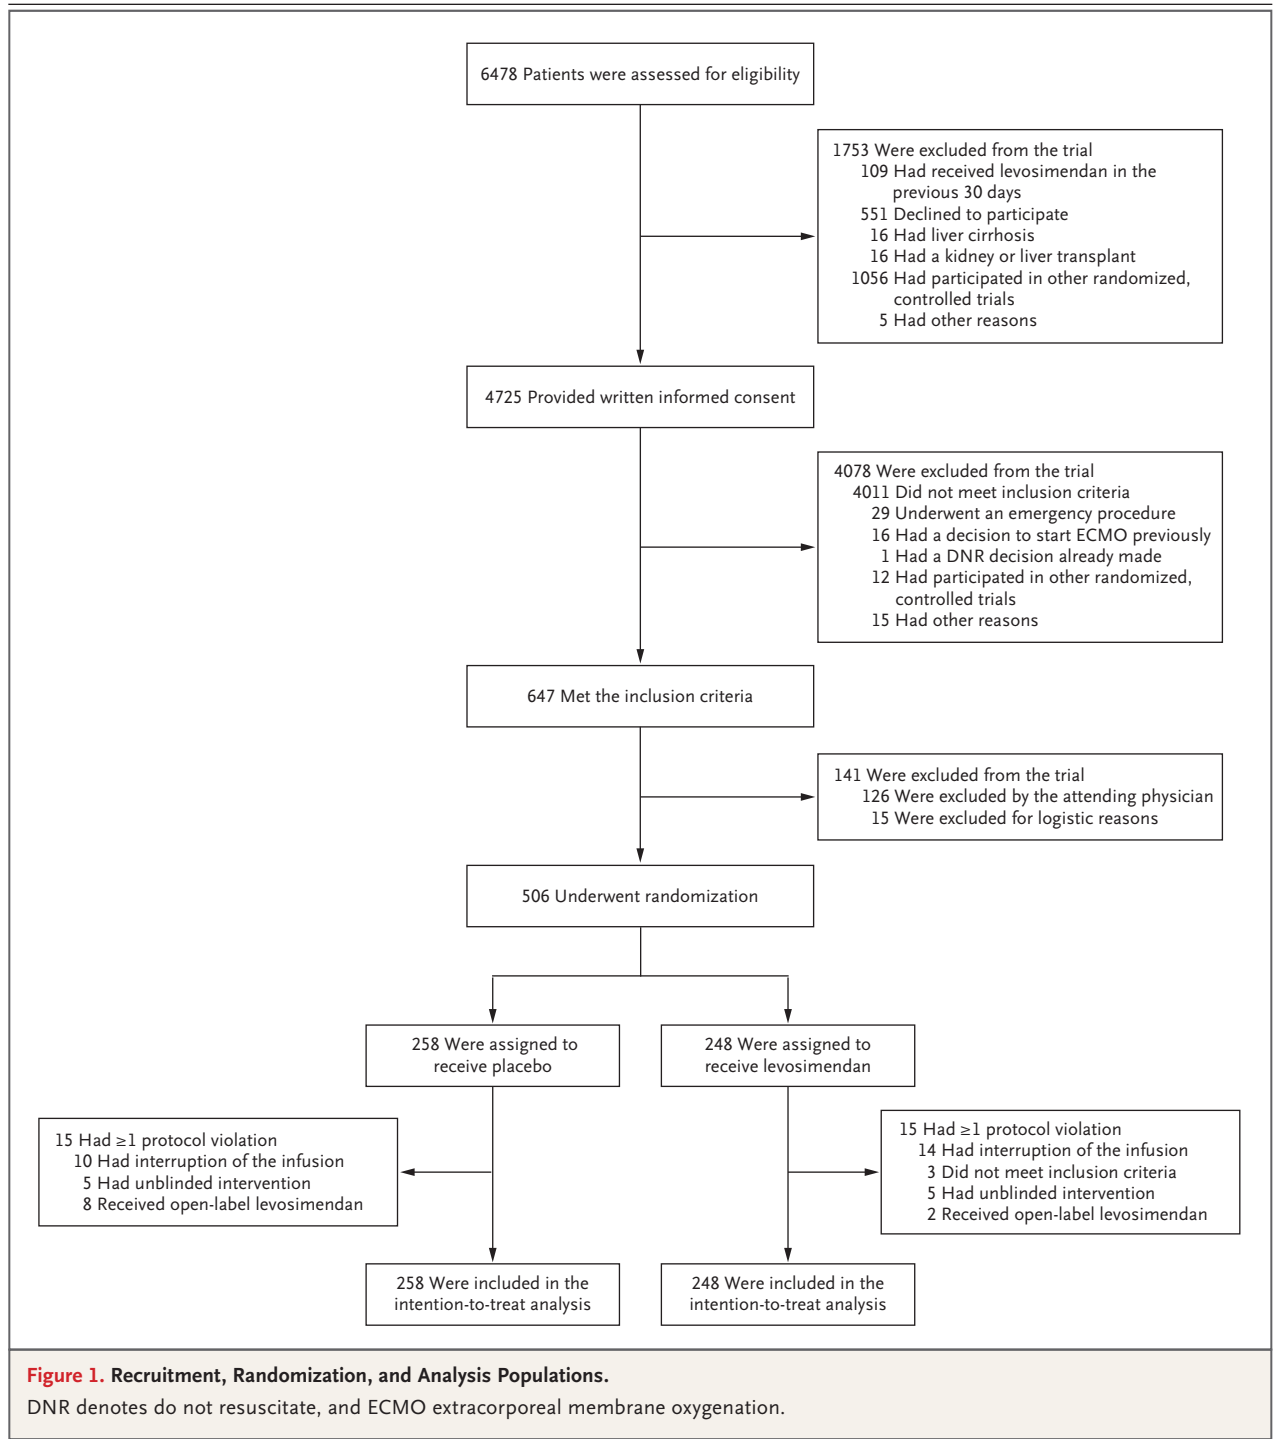 6478 Patients were assessed for eligibility
1753 Were excluded from the trial
109 Had received levosimendan in the
previous 30 days
551 Declined to participate
16 Had liver cirrhosis
16 Had a kidney or liver transplant
1056 Had participated in other randomized,
controlled trials
5 Had other reasons
4725 Provided written informed consent
4078 Were excluded from the trial
4011 Did not meet inclusion criteria
29 Underwent an emergency procedure
16 Had a decision to start ECMO previously
1 Had a DNR decision already made
12 Had participated in other randomized,
controlled trials
15 Had other reasons
647 Met the inclusion criteria
141 Were excluded from the trial
126 Were excluded by the attending physician
15 Were excluded for logistic reasons
506 Underwent randomization
258 Were assigned to
receive placebo
248 Were assigned to
receive levosimendan
15 Had ≥1 protocol violation
10 Had interruption of the infusion
5 Had unblinded intervention
8 Received open-label levosimendan
15 Had ≥1 protocol violation
14 Had interruption of the infusion
3 Did not meet inclusion criteria
5 Had unblinded intervention
2 Received open-label levosimendan
258 Were included in the
intention-to-treat analysis
248 Were included in the
intention-to-treat analysis
Figure 1. Recruitment, Randomization, and Analysis Populations.
DNR denotes do not resuscitate, and ECMO extracorporeal membrane oxygenation.